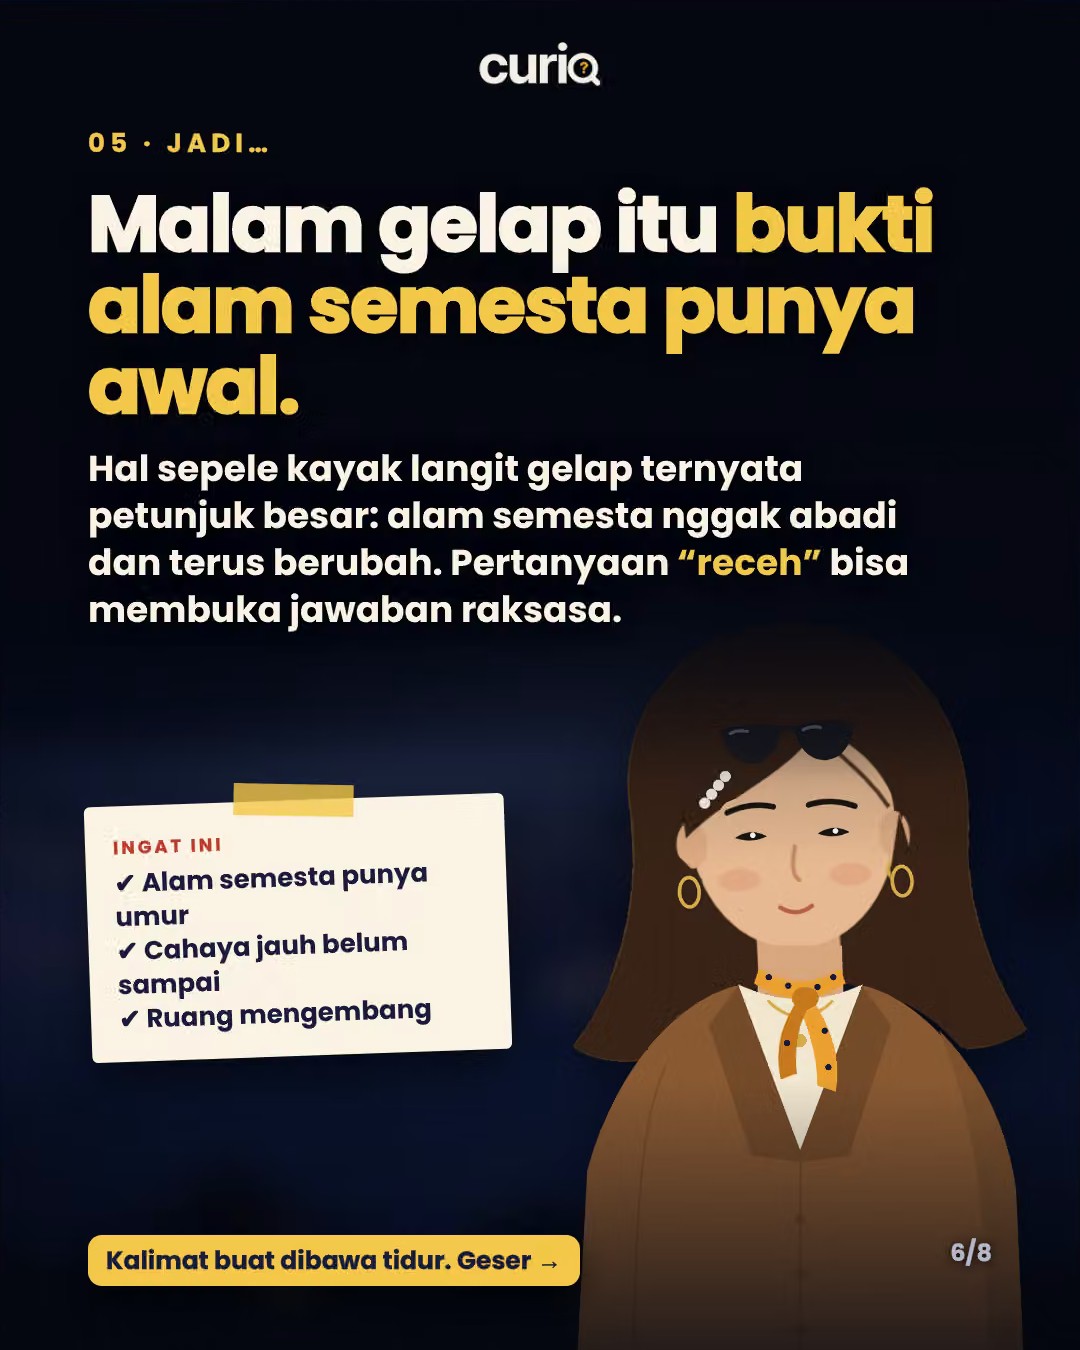 curio
05 · JADI…
Malam gelap itu bukti
alam semesta punya
awal.
Hal sepele kayak langit gelap ternyata
petunjuk besar: alam semesta nggak abadi
dan terus berubah. Pertanyaan “receh” bisa
membuka jawaban raksasa.
INGAT INI
✔ Alam semesta punya
umur
✔ Cahaya jauh belum
sampai
✔ Ruang mengembang
Kalimat buat dibawa tidur. Geser →
6/8